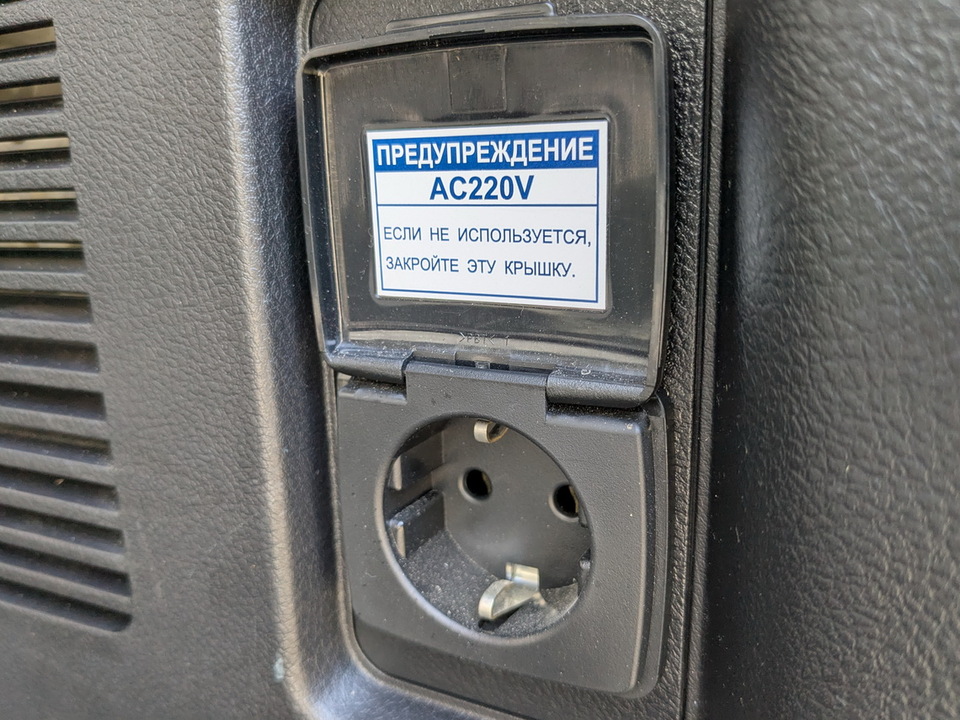 ПРЕДУПРЕЖДЕНИЕ
AC220V
ЕСЛИ НЕ ИСПОЛЬЗУЕТСЯ,
ЗАКРОЙТЕ ЭТУ КРЫШКУ.